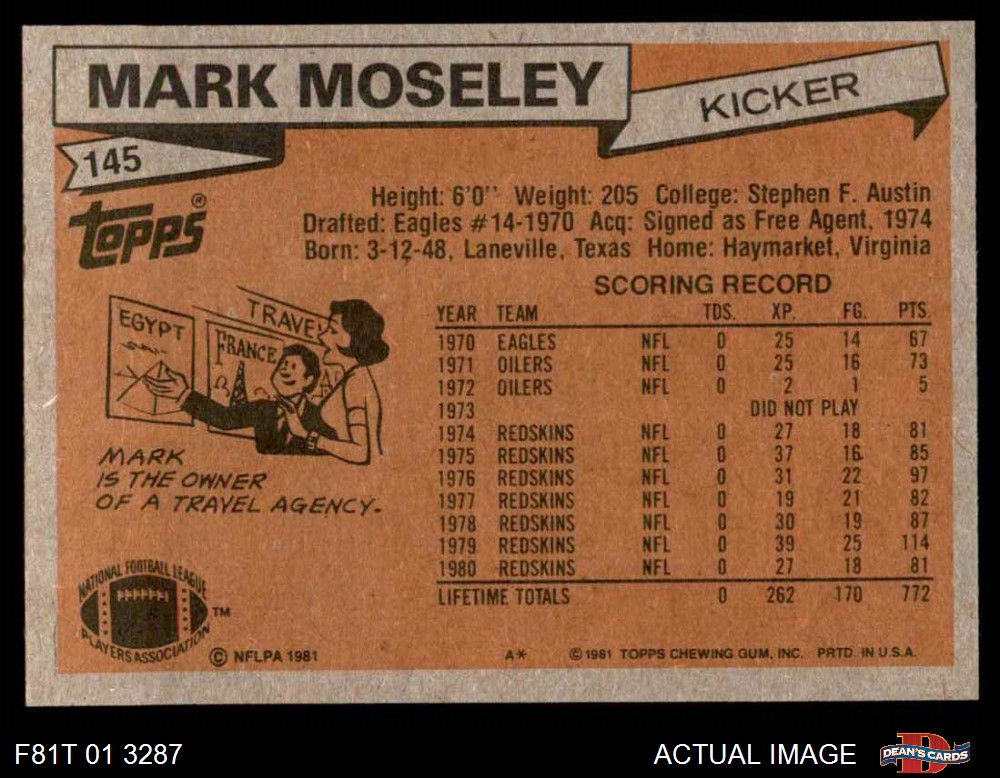 MARK MOSELEY
KICKER
145
Topps®
Height: 6'0'' Weight: 205 College: Stephen F. Austin
Drafted: Eagles #14-1970 Acq: Signed as Free Agent, 1974
Born: 3-12-48, Laneville, Texas Home: Haymarket, Virginia
EGYPT
TRAVEL
FRANCE
MARK
IS THE OWNER
OF A TRAVEL AGENCY.
SCORING RECORD
YEAR TEAM TDS. XP. FG. PTS.
1970 EAGLES NFL 0 25 14 67
1971 OILERS NFL 0 25 16 73
1972 OILERS NFL 0 2 1 5
1973 DID NOT PLAY
1974 REDSKINS NFL 0 27 18 81
1975 REDSKINS NFL 0 37 16 85
1976 REDSKINS NFL 0 31 22 97
1977 REDSKINS NFL 0 19 21 82
1978 REDSKINS NFL 0 30 19 87
1979 REDSKINS NFL 0 39 25 114
1980 REDSKINS NFL 0 27 18 81
LIFETIME TOTALS 0 262 170 772
NATIONAL FOOTBALL LEAGUE
PLAYERS ASSOCIATION
TM
© NFLPA 1981
A* © 1981 TOPPS CHEWING GUM, INC. PRTD. IN U.S.A.
F81T 01 3287
ACTUAL IMAGE
D
DEAN'S CARDS